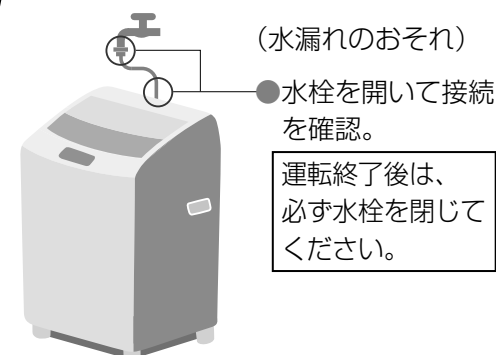 （水漏れのおそれ）
●水栓を開いて接続
を確認。
運転終了後は、
必ず水栓を閉じて
ください。